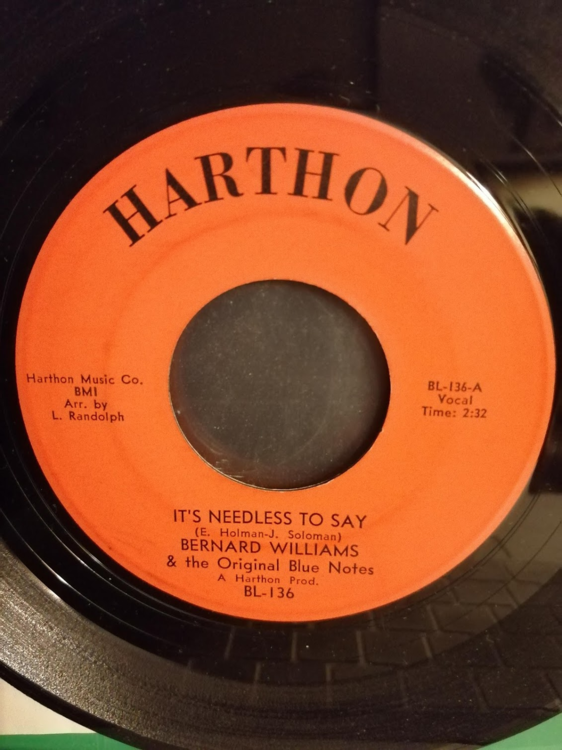 HARTHON
Harthon Music Co.
BMI
Arr. by
L. Randolph
BL-136-A
Vocal
Time: 2:32
IT'S NEEDLESS TO SAY
(E. Holman-J. Soloman)
BERNARD WILLIAMS
& the Original Blue Notes
A Harthon Prod.
BL-136